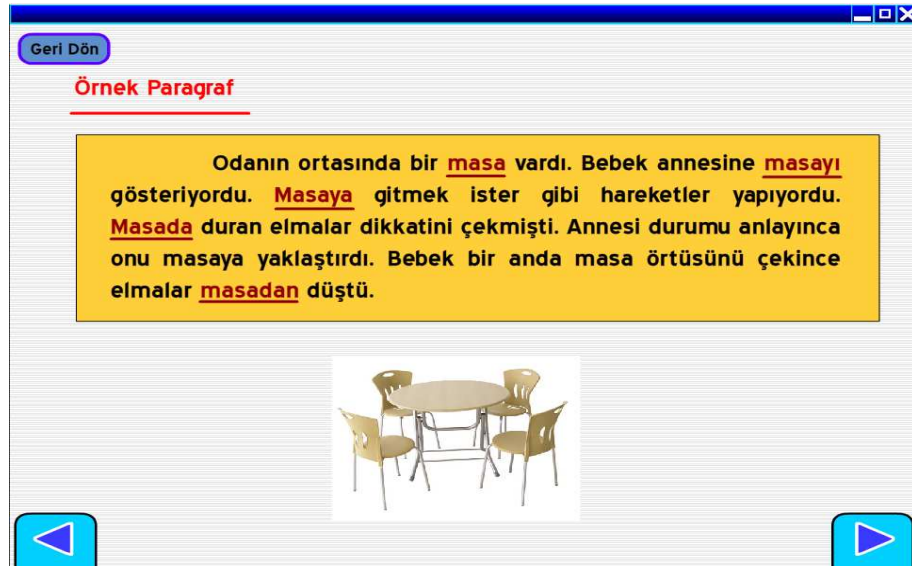 Geri Dön
Örnek Paragraf
Odanın ortasında bir masa vardı. Bebek annesine masayı
gösteriyordu. Masaya gitmek ister gibi hareketler yapıyordu.
Masada duran elmalar dikkatini çekmişti. Annesi durumu anlayınca
onu masaya yaklaştırdı. Bebek bir anda masa örtüsünü çekince
elmalar masadan düştü.